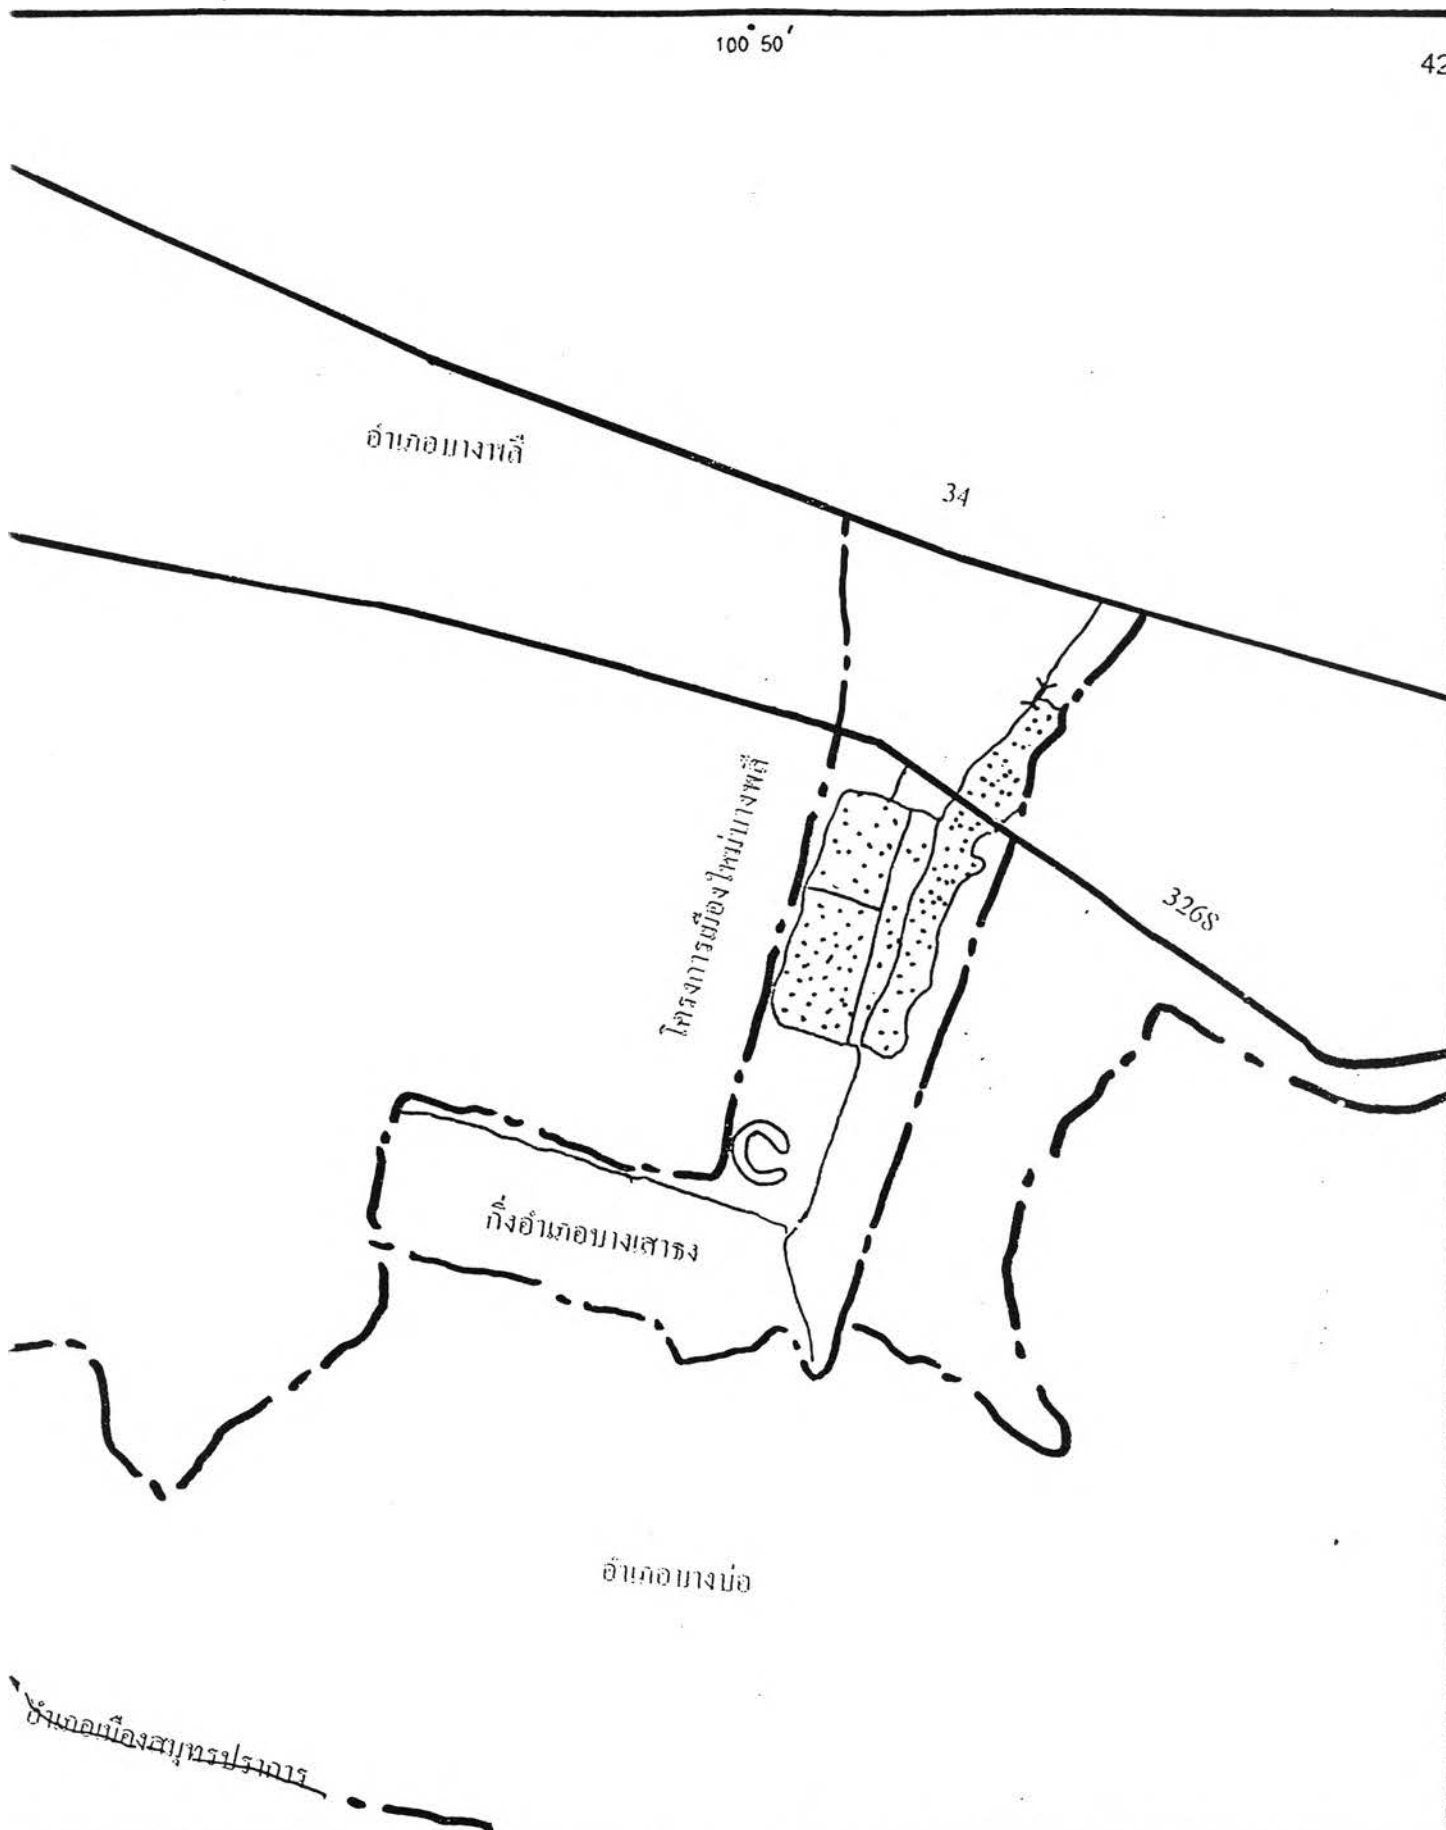 100° 50′
42
อำเภอบางพลี
34
โครงการเมืองใหม่บางพลี
3268
กิ่งอำเภอบางเสาธง
อำเภอบางบ่อ
อำเภอเมืองสมุทรปราการ